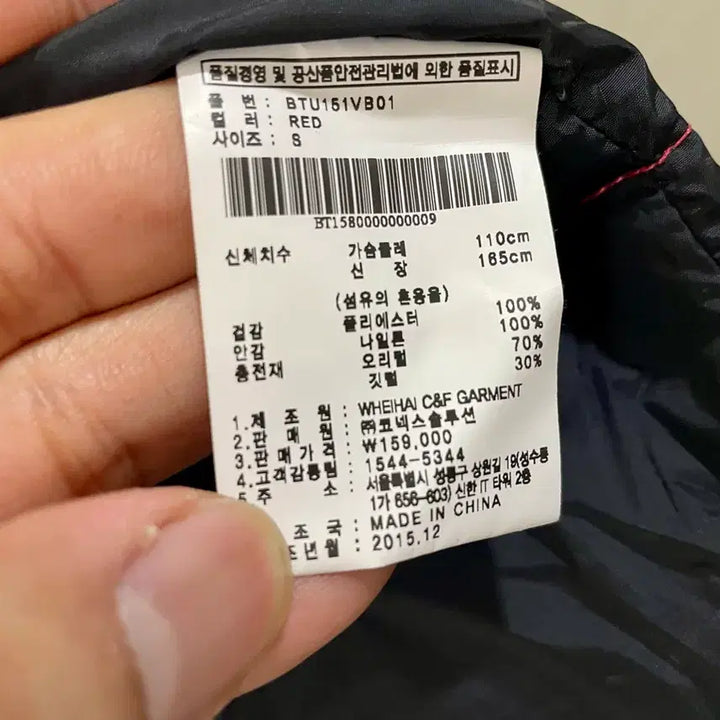 품질경영 및 공산품안전관리법에 의한 품질표시
품 번 : BTU151VB01
컬 러 : RED
사이즈 : S
BT1580000000009
신체치수 가슴둘레 110cm
신 장 165cm
(섬유의 혼용율)
겉감 폴리에스터 100%
안감 나일론 100%
충전재 오리털 70%
깃털 30%
1.제 조 원 : WHEIHAI C&F GARMENT
2.판 매 원 : ㈜코넥스솔루션
3.판 매 가 격 : ₩159,000
4.고객감동팀 : 1544-5344
5.주 소 : 서울특별시 성동구 상원길 19(성수동
1가 656-603) 신한 IT 타워 2층
조 국 : MADE IN CHINA
조년월 : 2015.12